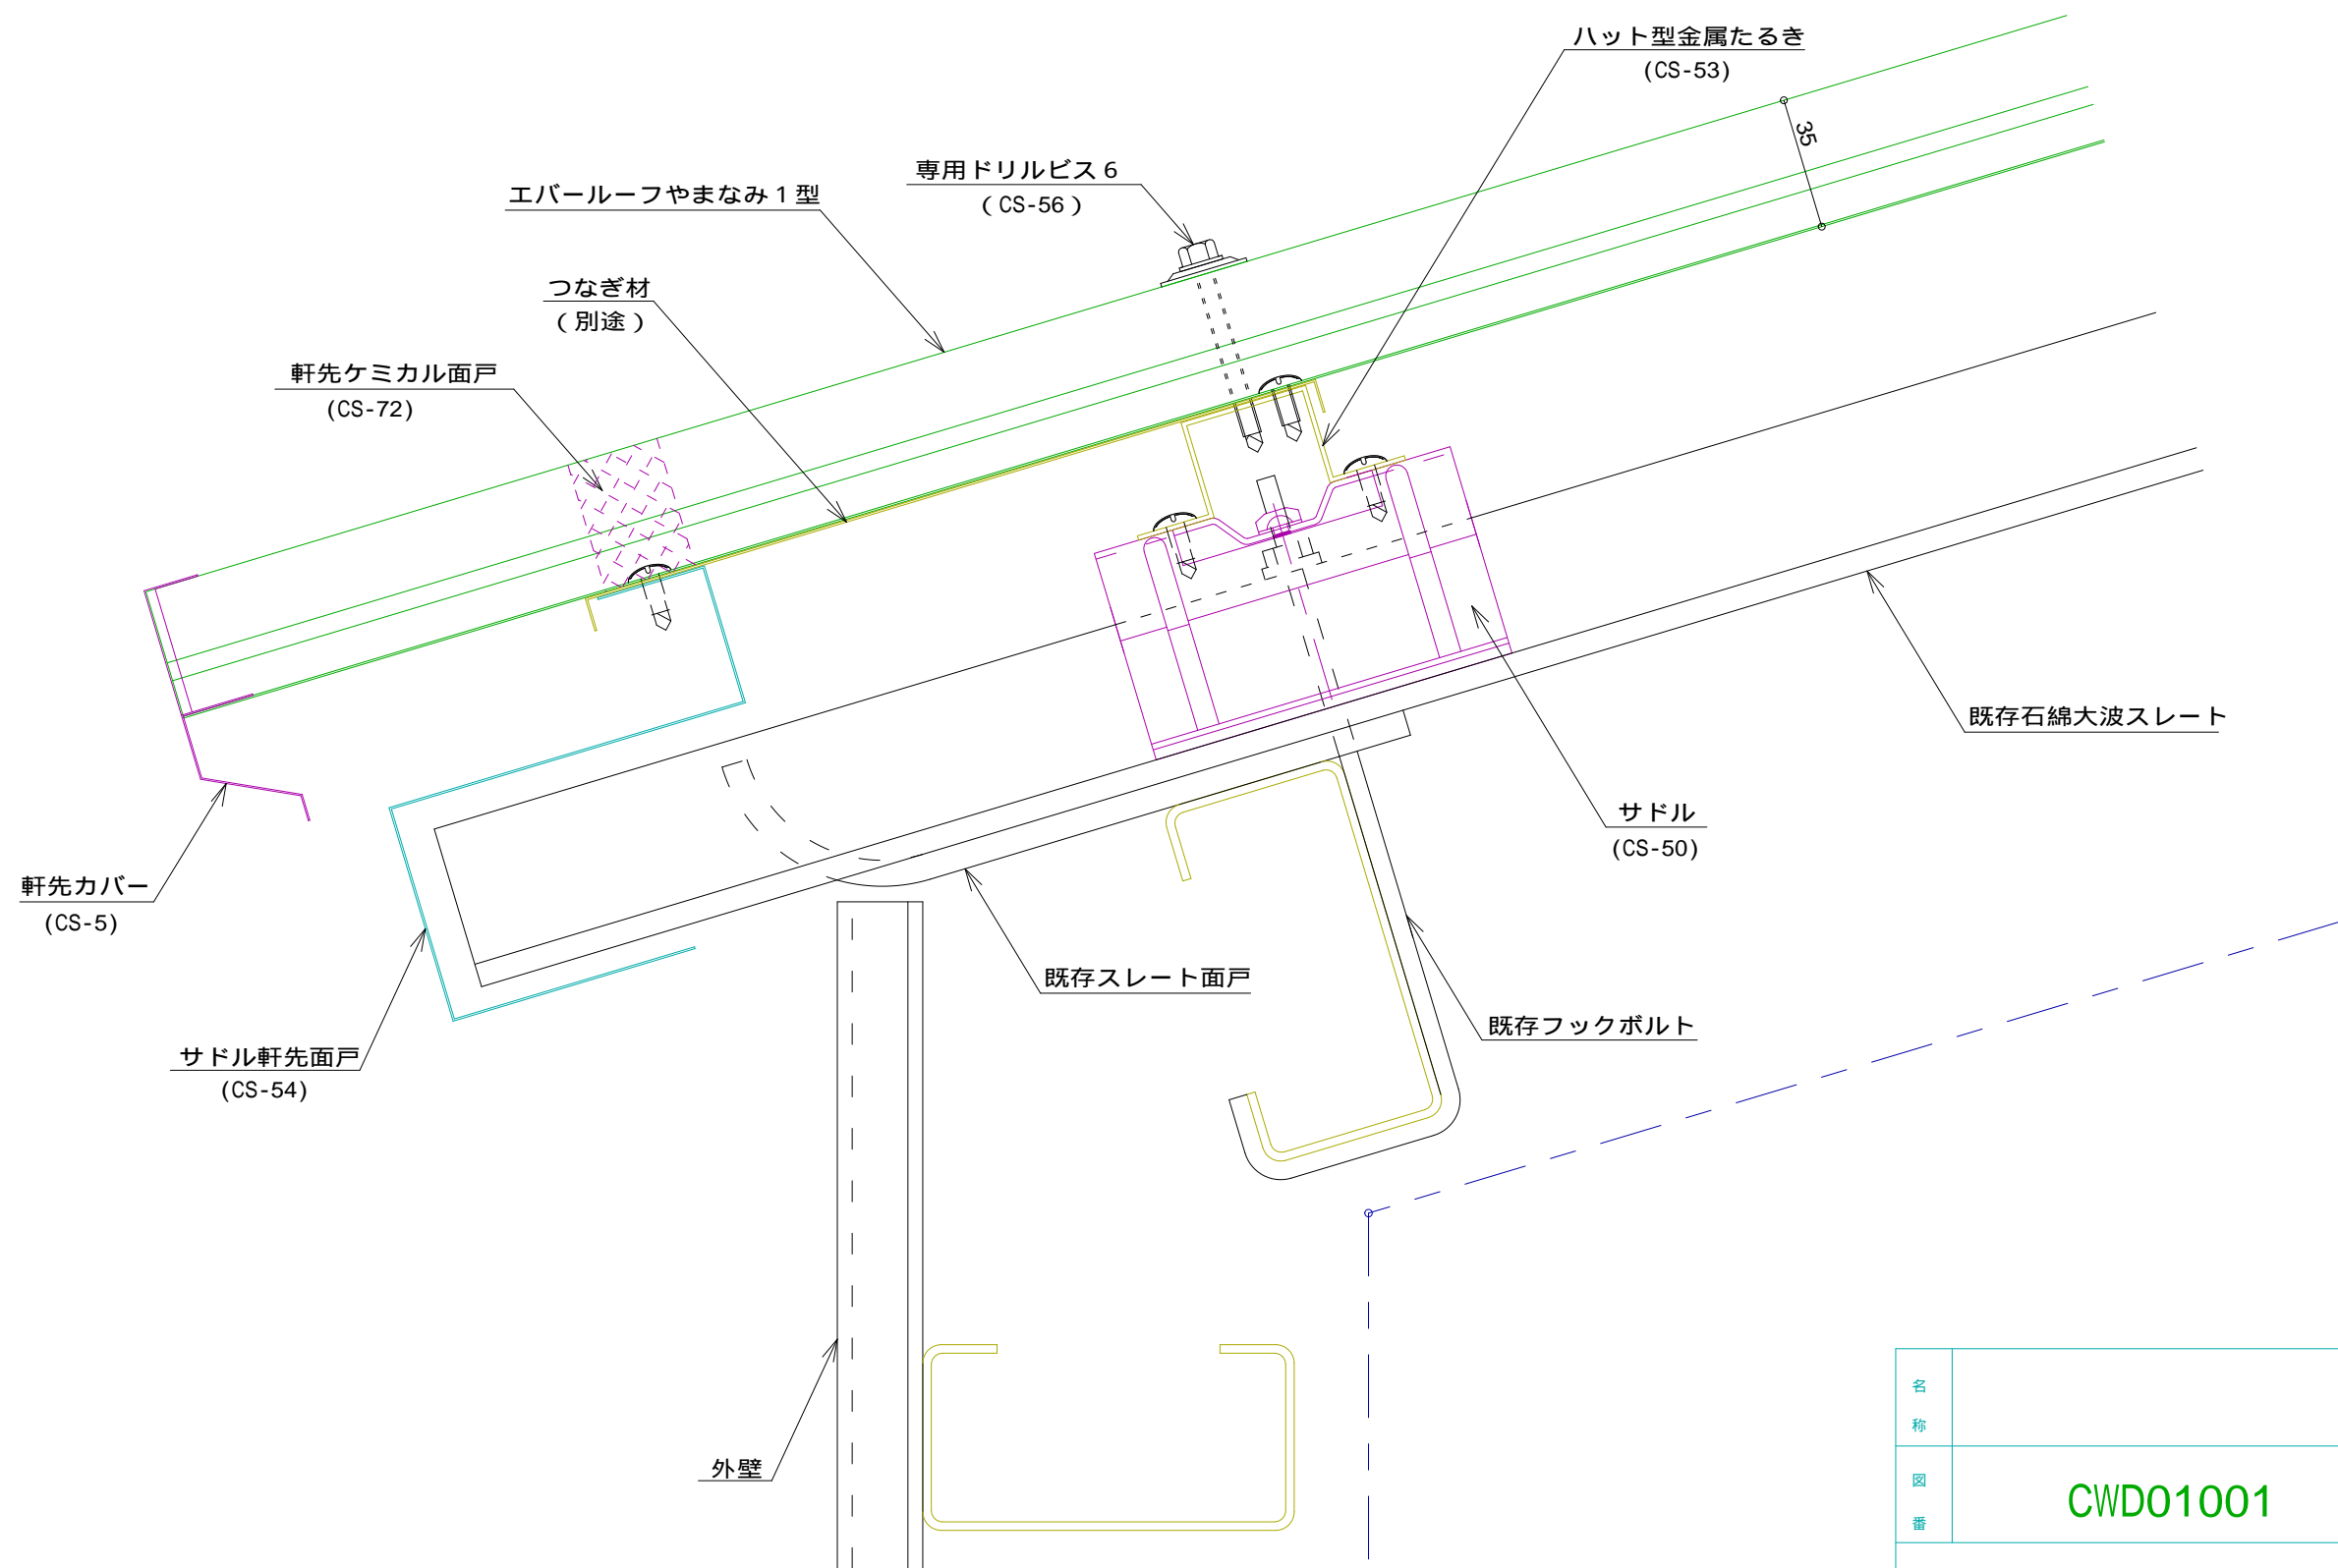 ハット型金属たるき
(CS-53)
35
専用ドリルビス６
(CS-56)
エバールーフやまなみ１型
つなぎ材
(別途)
軒先ケミカル面戸
(CS-72)
既存石綿大波スレート
サドル
(CS-50)
軒先カバー
(CS-5)
既存スレート面戸
既存フックボルト
サドル軒先面戸
(CS-54)
外壁
名称
図番
CWD01001